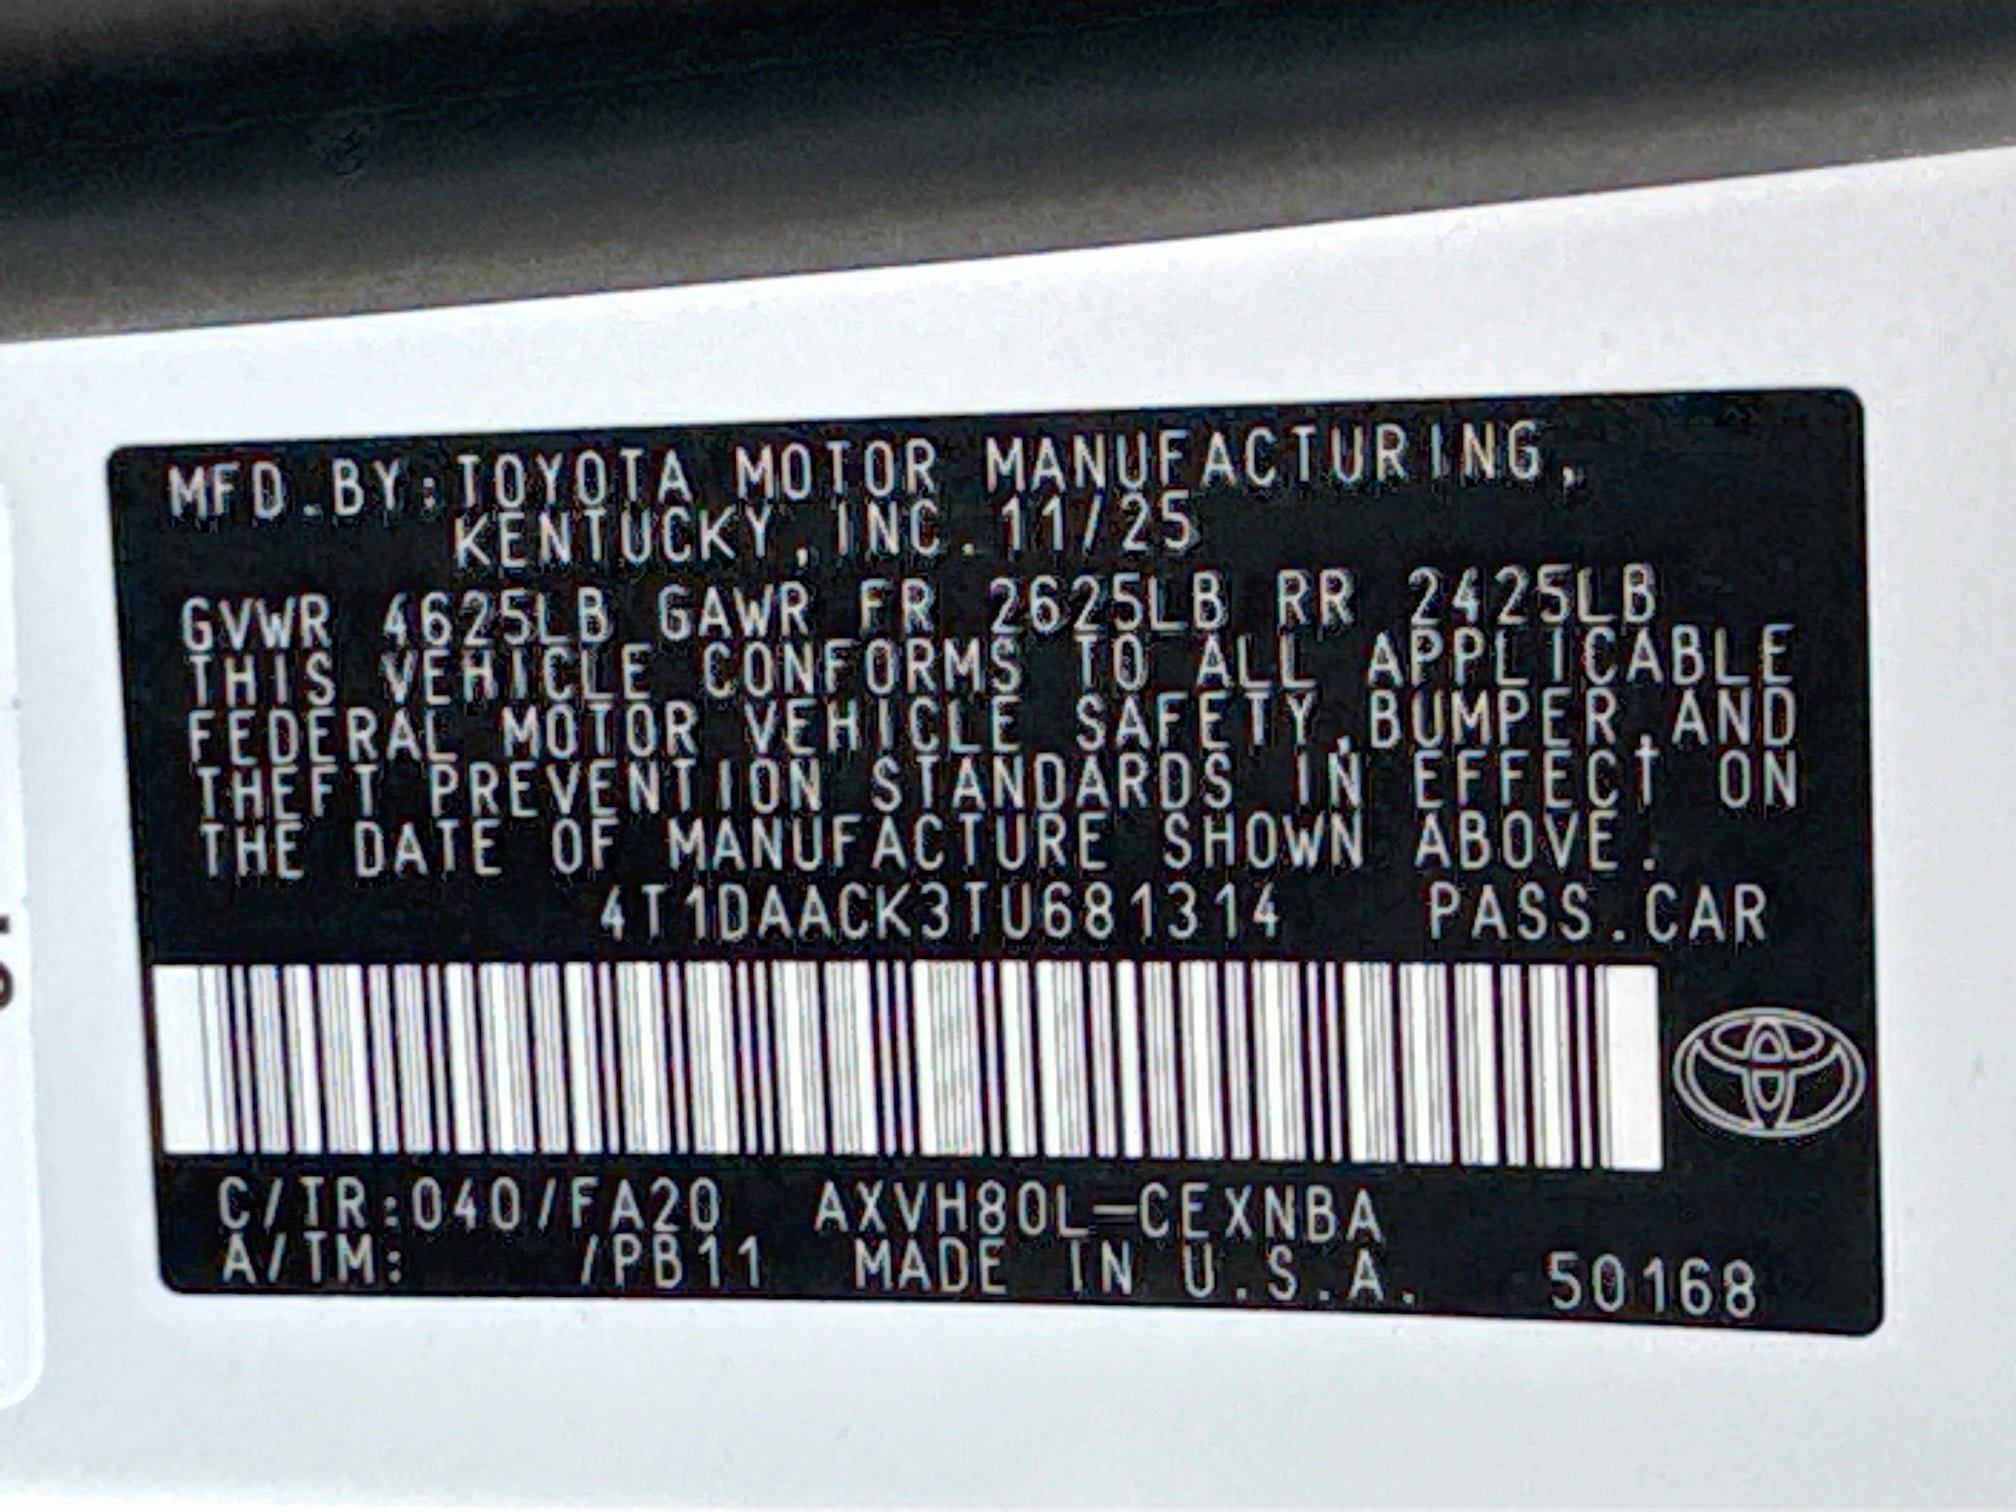 MFD.BY:TOYOTA MOTOR MANUFACTURING,
KENTUCKY,INC. 11/25
GVWR 4625LB GAWR FR 2625LB RR 2425LB
THIS VEHICLE CONFORMS TO ALL APPLICABLE
FEDERAL MOTOR VEHICLE SAFETY,BUMPER,AND
THEFT PREVENTION STANDARDS IN EFFECT ON
THE DATE OF MANUFACTURE SHOWN ABOVE.
4T1DAACK3TU681314 PASS.CAR
C/TR:040/FA20 AXVH80L-CEXNBA
A/TM: /PB11 MADE IN U.S.A. 50168